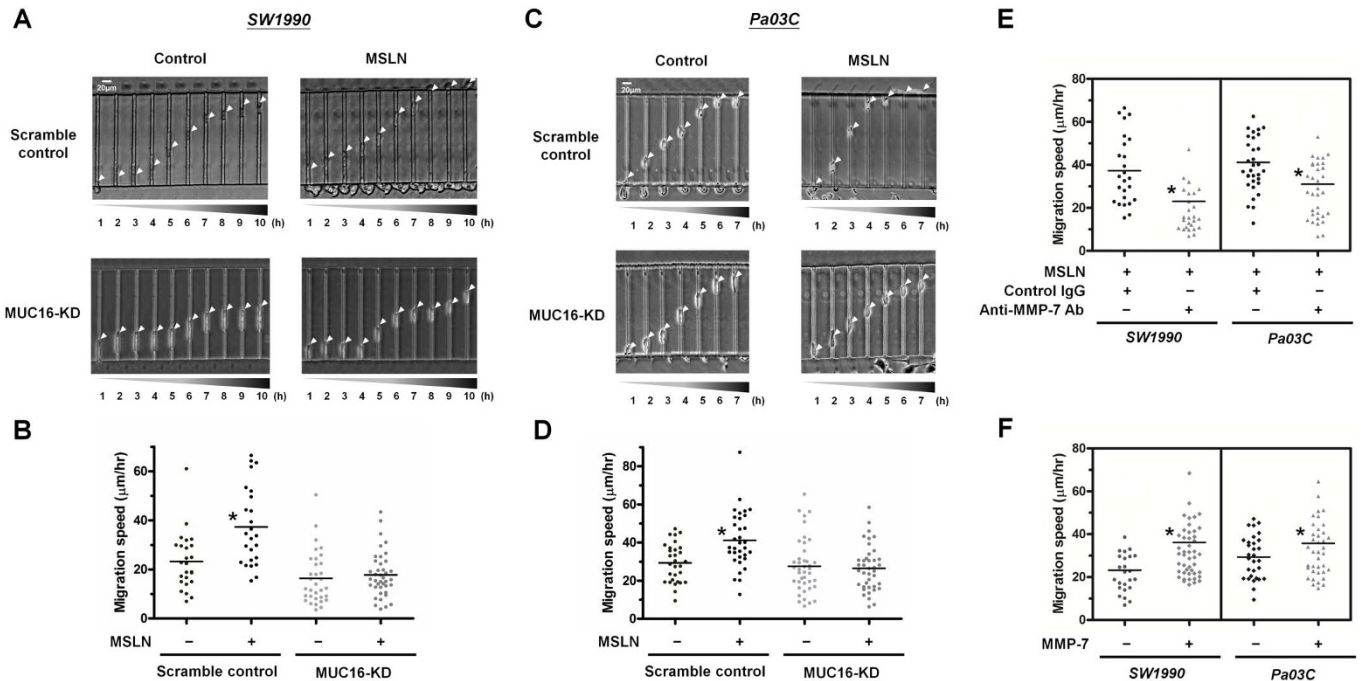 A
SW1990
Control
MSLN
20μm
Scramble
control
1 2 3 4 5 6 7 8 9 10 (h)
1 2 3 4 5 6 7 8 9 10 (h)
MUC16-KD
1 2 3 4 5 6 7 8 9 10 (h)
1 2 3 4 5 6 7 8 9 10 (h)
B
Migration speed (μm/hr)
60
40
20
0
*
MSLN – + – +
Scramble control MUC16-KD
C
Pa03C
Control
MSLN
20μm
Scramble
control
1 2 3 4 5 6 7 (h)
1 2 3 4 5 6 7 (h)
MUC16-KD
1 2 3 4 5 6 7 (h)
1 2 3 4 5 6 7 (h)
D
Migration speed (μm/hr)
80
60
40
20
0
*
MSLN – + – +
Scramble control MUC16-KD
E
Migration speed (μm/hr)
80
60
40
20
0
* *
MSLN + + + +
Control IgG + – + –
Anti-MMP-7 Ab – + – +
SW1990 Pa03C
F
Migration speed (μm/hr)
80
60
40
20
0
* *
MMP-7 – + – +
SW1990 Pa03C